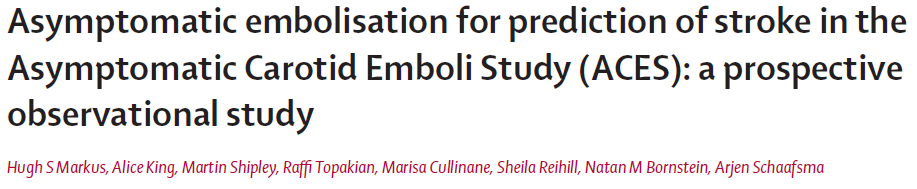 Asymptomatic embolisation for prediction of stroke in the
Asymptomatic Carotid Emboli Study (ACES): a prospective
observational study
Hugh S Markus, Alice King, Martin Shipley, Raffi Topakian, Marisa Cullinane, Sheila Reihill, Natan M Bornstein, Arjen Schaafsma